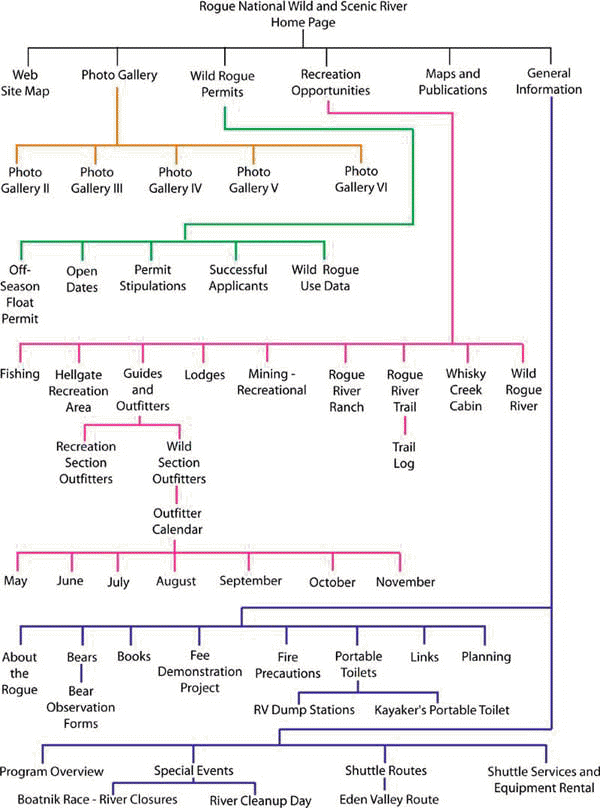 Rogue National Wild and Scenic River
Home Page
Web
Site Map
Photo Gallery
Wild Rogue
Permits
Recreation
Opportunities
Maps and
Publications
General
Information
Photo
Gallery II
Photo
Gallery III
Photo
Gallery IV
Photo
Gallery V
Photo
Gallery VI
Off-
Season
Float
Permit
Open
Dates
Permit
Stipulations
Successful
Applicants
Wild Rogue
Use Data
Fishing
Hellgate
Recreation
Area
Guides
and
Outfitters
Lodges
Mining -
Recreational
Rogue
River
Ranch
Rogue
River
Trail
Whisky
Creek
Cabin
Wild
Rogue
River
Recreation
Section
Outfitters
Wild
Section
Outfitters
Trail
Log
Outfitter
Calendar
May
June
July
August
September
October
November
About
the
Rogue
Bears
Books
Fee
Demonstration
Project
Fire
Precautions
Portable
Toilets
Links
Planning
Bear
Observation
Forms
RV Dump Stations
Kayaker's Portable Toilet
Program Overview
Special Events
Shuttle Routes
Shuttle Services and
Equipment Rental
Boatnik Race - River Closures
River Cleanup Day
Eden Valley Route